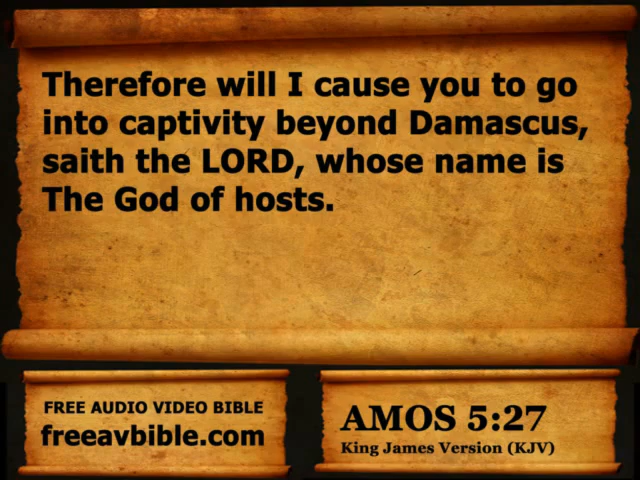 Therefore will I cause you to go
into captivity beyond Damascus,
saith the LORD, whose name is
The God of hosts.
FREE AUDIO VIDEO BIBLE
freeavbible.com
AMOS 5:27
King James Version (KJV)